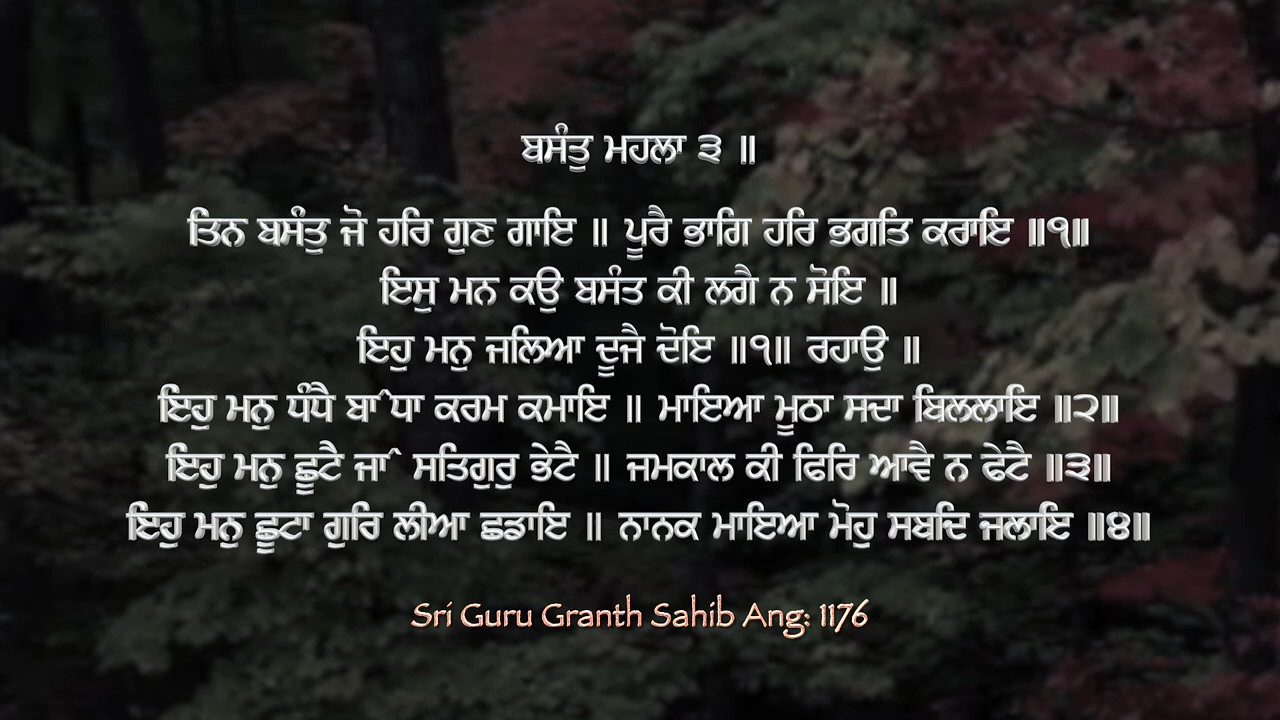 ਬਸੰਤੁ ਮਹਲਾ ੩ ॥
ਤਿਨ ਬਸੰਤੁ ਜੋ ਹਰਿ ਗੁਣ ਗਾਇ ॥ ਪੂਰੈ ਭਾਗਿ ਹਰਿ ਭਗਤਿ ਕਰਾਇ ॥੧॥
ਇਸੁ ਮਨ ਕਉ ਬਸੰਤ ਕੀ ਲਗੈ ਨ ਸੋਇ ॥
ਇਹੁ ਮਨੁ ਜਲਿਆ ਦੂਜੈ ਦੋਇ ॥੧॥ ਰਹਾਉ ॥
ਇਹੁ ਮਨੁ ਧੰਧੈ ਬਾਂਧਾ ਕਰਮ ਕਮਾਇ ॥ ਮਾਇਆ ਮੂਠਾ ਸਦਾ ਬਿਲਲਾਇ ॥੨॥
ਇਹੁ ਮਨੁ ਛੂਟੈ ਜਾਂ ਸਤਿਗੁਰੁ ਭੇਟੈ ॥ ਜਮਕਾਲ ਕੀ ਫਿਰਿ ਆਵੈ ਨ ਫੇਟੈ ॥੩॥
ਇਹੁ ਮਨੁ ਛੂਟਾ ਗੁਰਿ ਲੀਆ ਛਡਾਇ ॥ ਨਾਨਕ ਮਾਇਆ ਮੋਹੁ ਸਬਦਿ ਜਲਾਇ ॥੪॥
Sri Guru Granth Sahib Ang: 1176